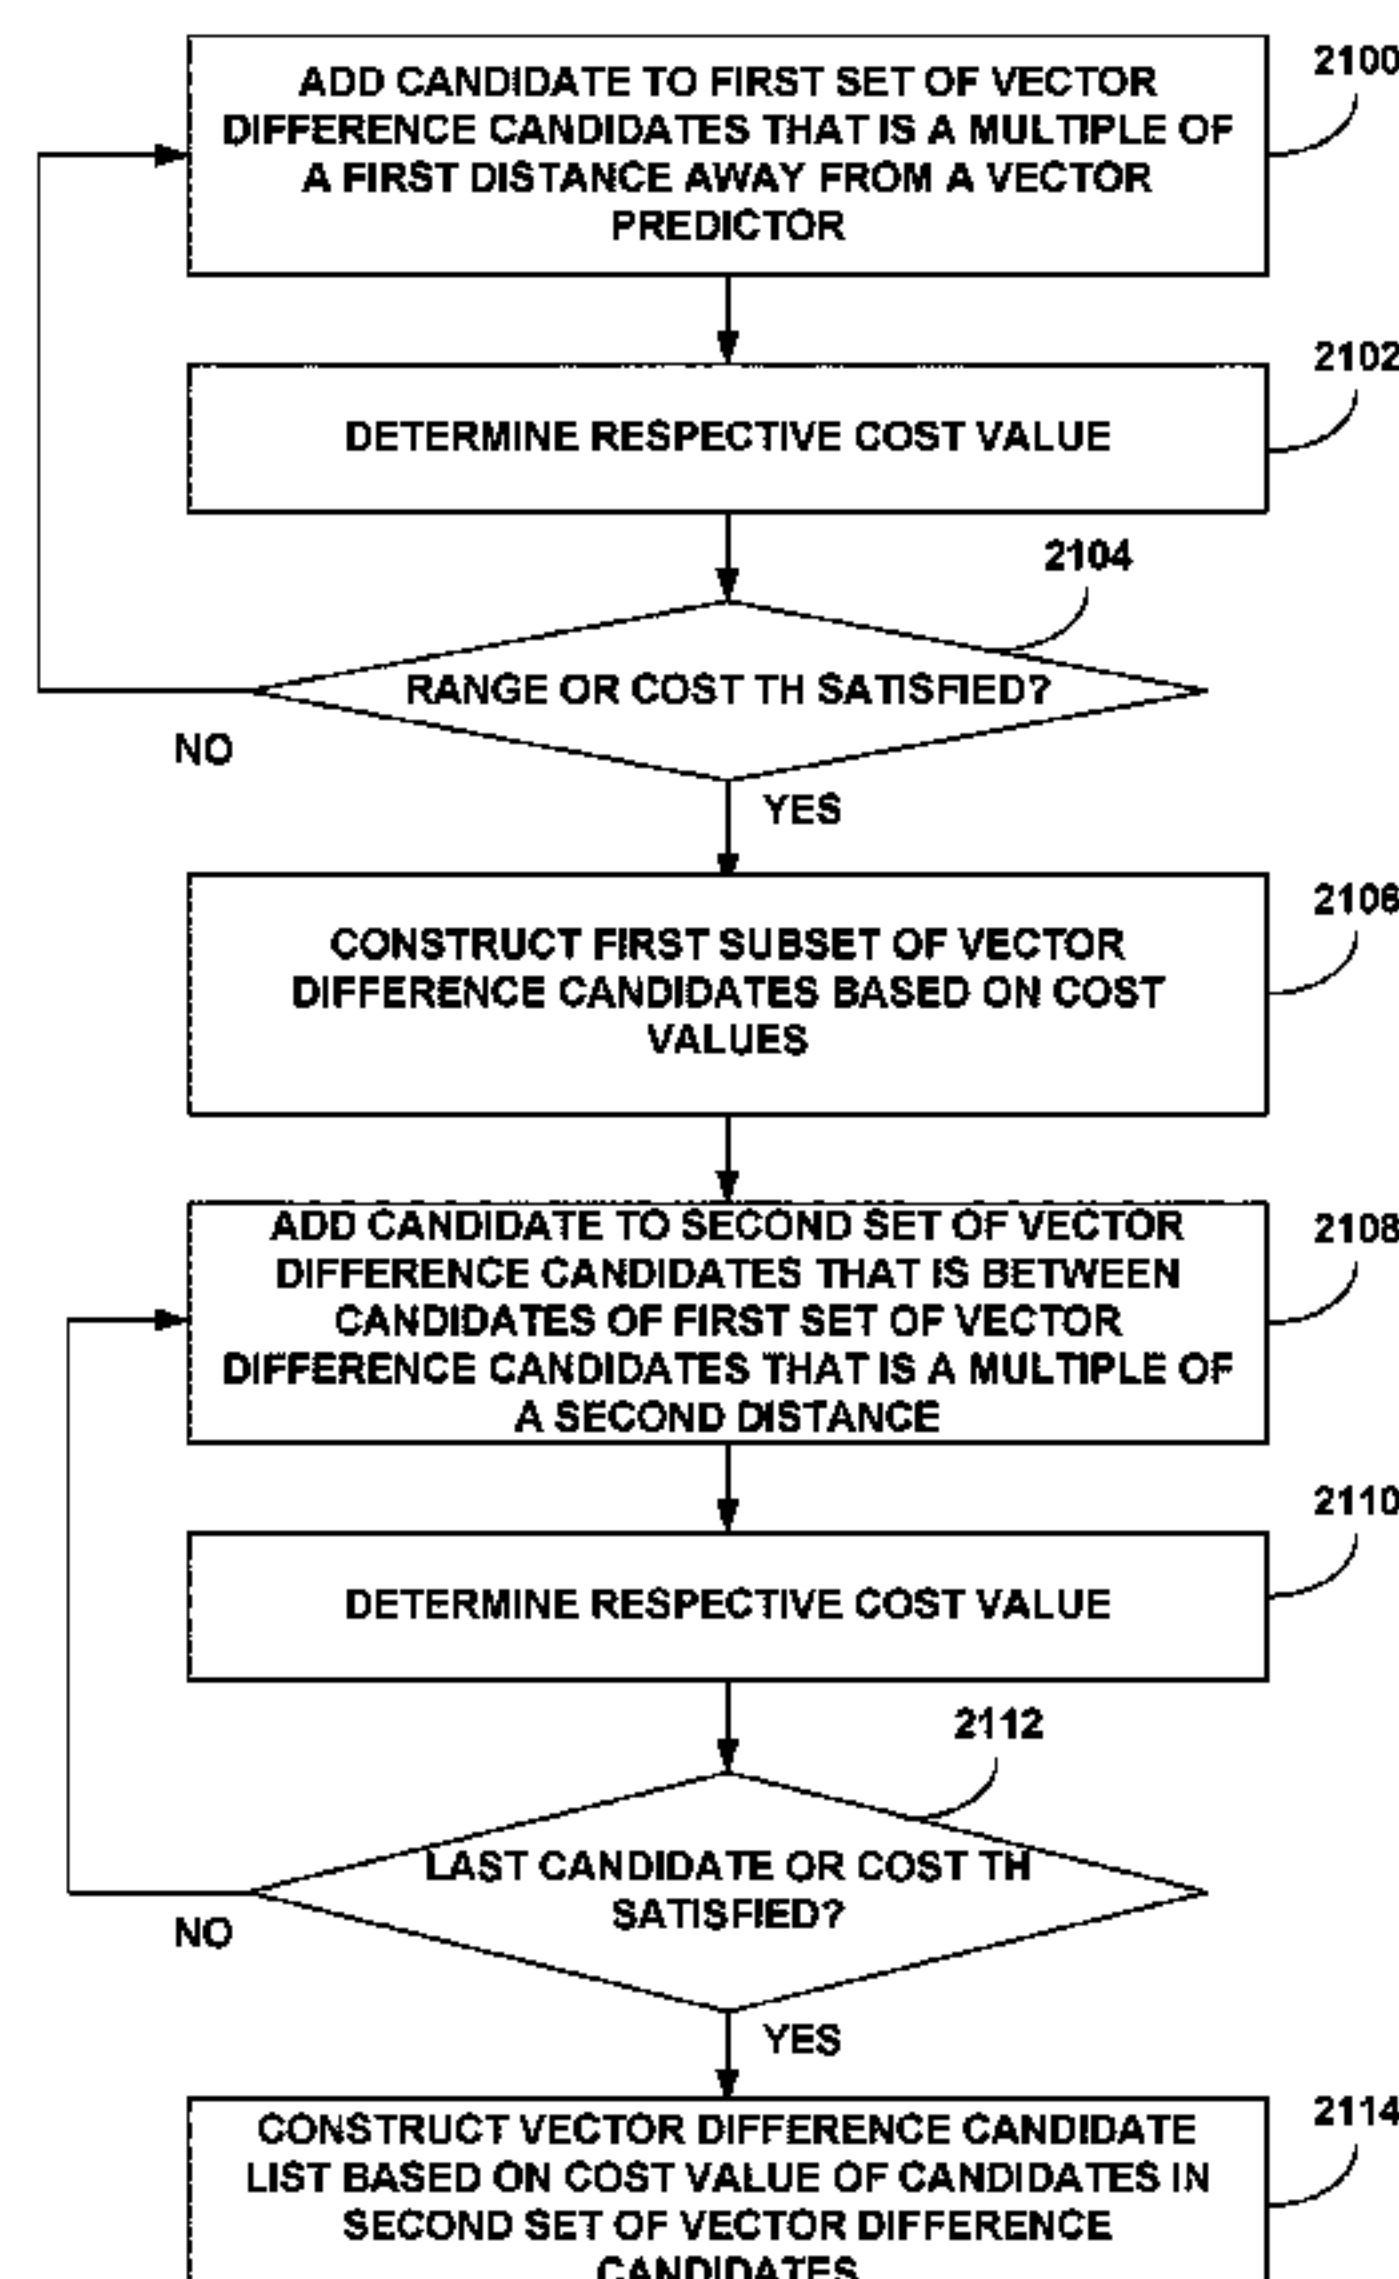 ADD CANDIDATE TO FIRST SET OF VECTOR
DIFFERENCE CANDIDATES THAT IS A MULTIPLE OF
A FIRST DISTANCE AWAY FROM A VECTOR
PREDICTOR
2100
DETERMINE RESPECTIVE COST VALUE
2102
2104
RANGE OR COST TH SATISFIED?
NO
YES
CONSTRUCT FIRST SUBSET OF VECTOR
DIFFERENCE CANDIDATES BASED ON COST
VALUES
2106
ADD CANDIDATE TO SECOND SET OF VECTOR
DIFFERENCE CANDIDATES THAT IS BETWEEN
CANDIDATES OF FIRST SET OF VECTOR
DIFFERENCE CANDIDATES THAT IS A MULTIPLE OF
A SECOND DISTANCE
2108
DETERMINE RESPECTIVE COST VALUE
2110
2112
LAST CANDIDATE OR COST TH
SATISFIED?
NO
YES
CONSTRUCT VECTOR DIFFERENCE CANDIDATE
LIST BASED ON COST VALUE OF CANDIDATES IN
SECOND SET OF VECTOR DIFFERENCE
CANDIDATES
2114